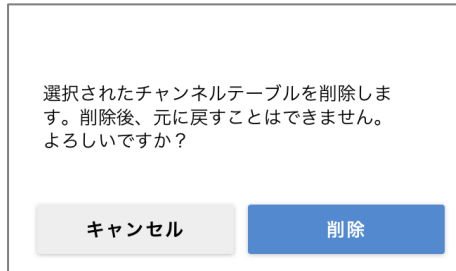 選択されたチャンネルテーブルを削除しま
す。削除後、元に戻すことはできません。
よろしいですか？
キャンセル
削除